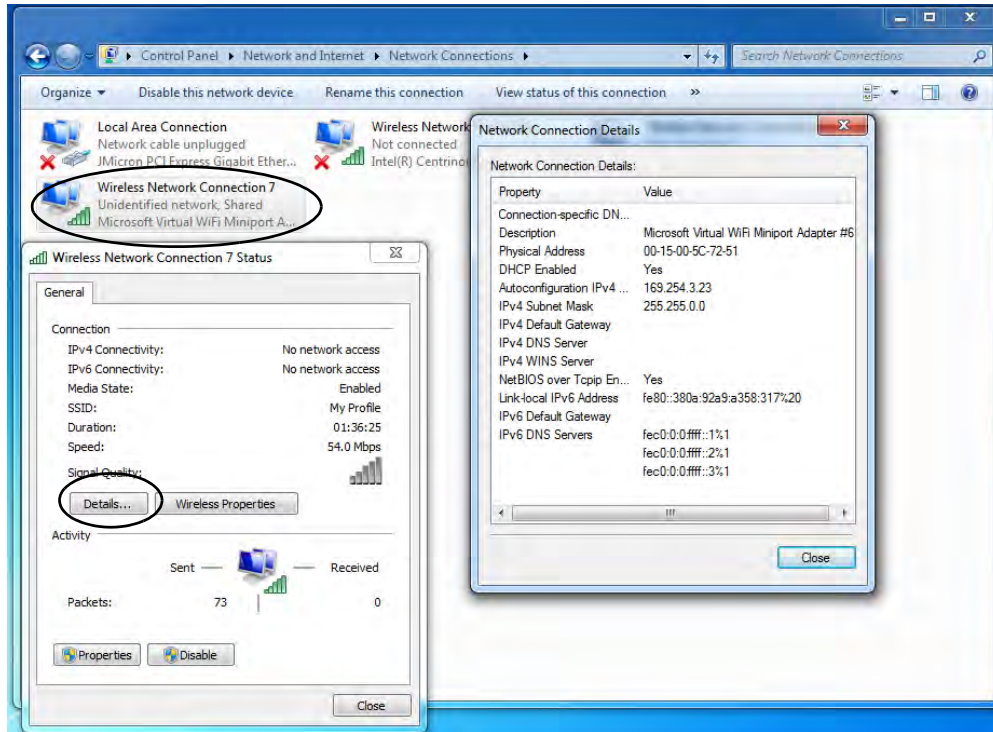 Control Panel Network and Internet Network Connections
Search Network Connections
Organize Disable this network device Rename this connection View status of this connection »
Local Area Connection
Network cable unplugged
JMicron PCI Express Gigabit Ether...
Wireless Network
Not connected
Intel(R) Centrino
Wireless Network Connection 7
Unidentified network, Shared
Microsoft Virtual WiFi Miniport A...
Wireless Network Connection 7 Status
General
Connection
IPv4 Connectivity: No network access
IPv6 Connectivity: No network access
Media State: Enabled
SSID: My Profile
Duration: 01:36:25
Speed: 54.0 Mbps
Signal Quality:
Details... Wireless Properties
Activity
Sent Received
Packets: 73 0
Properties Disable
Close
Network Connection Details
Network Connection Details:
Property Value
Connection-specific DN...
Description Microsoft Virtual WiFi Miniport Adapter #6
Physical Address 00-15-00-5C-72-51
DHCP Enabled Yes
Autoconfiguration IPv4 ... 169.254.3.23
IPv4 Subnet Mask 255.255.0.0
IPv4 Default Gateway
IPv4 DNS Server
IPv4 WINS Server
NetBIOS over Tcpip En... Yes
Link-local IPv6 Address fe80::380a:92a9:a358:317%20
IPv6 Default Gateway
IPv6 DNS Servers fec0:0:0:ffff::1%1
fec0:0:0:ffff::2%1
fec0:0:0:ffff::3%1
Close